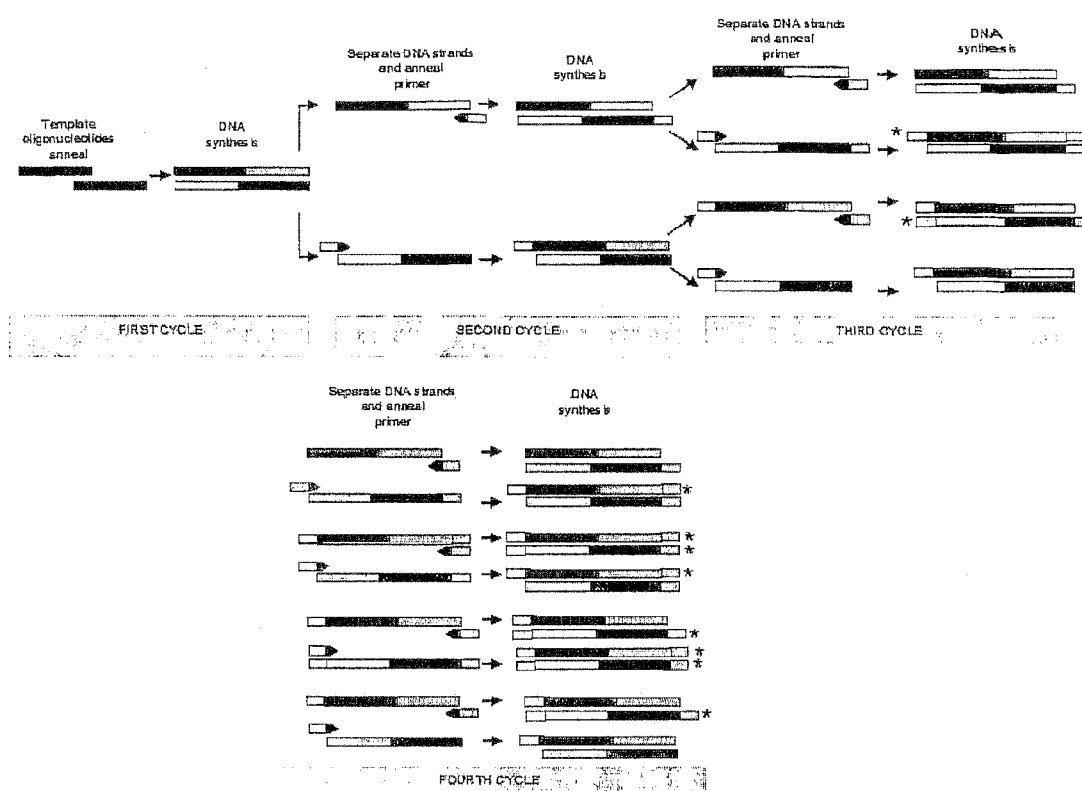 Separate DNA strands
and anneal
primer
DNA
synthesis
Separate DNA strands
and anneal
primer
DNA
synthesis
Template
oligonucleotides
anneal
DNA
synthesis
*
*
FIRST CYCLE
SECOND CYCLE
THIRD CYCLE
Separate DNA strands
and anneal
primer
DNA
synthesis
*
*
*
*
*
*
*
*
FOURTH CYCLE